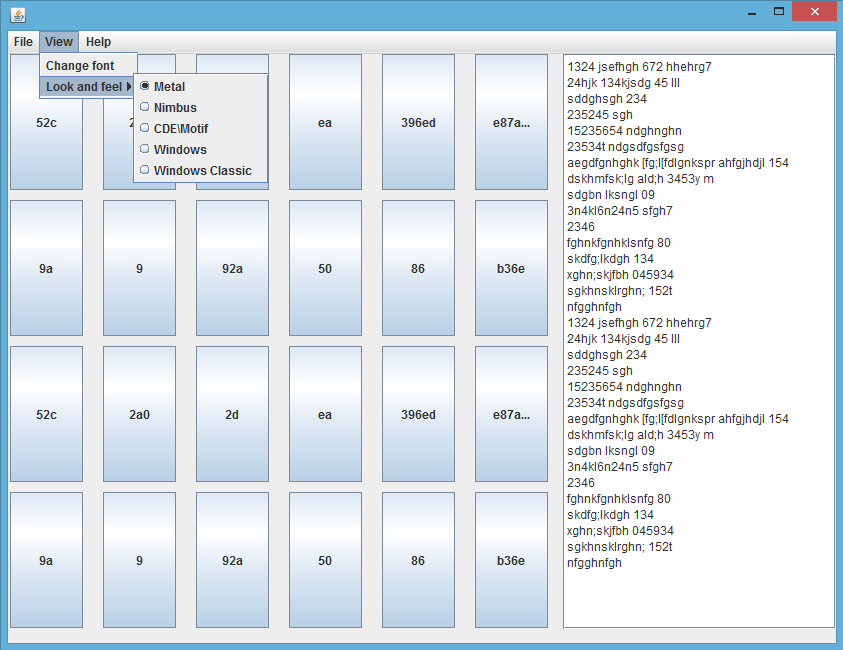 File View Help
Change font
Look and feel
Metal
Nimbus
CDE\Motif
Windows
Windows Classic
52c ea 396ed e87a...
9a 9 92a 50 86 b36e
52c 2a0 2d ea 396ed e87a...
9a 9 92a 50 86 b36e
1324 jsefhgh 672 hhehrg7
24hjk 134kjsdg 45 lll
sddghsgh 234
235245 sgh
15235654 ndghnghn
23534t ndgsdfgsfgsg
aegdfgnhghk [fg;l[fdlgnkspr ahfgjhdjl 154
dskhmfsk;lg ald;h 3453y m
sdgbn lksngl 09
3n4kl6n24n5 sfgh7
2346
fghnkfgnhklsnfg 80
skdfg;lkdgh 134
xghn;skjfbh 045934
sgkhnsklrghn; 152t
nfgghnfgh
1324 jsefhgh 672 hhehrg7
24hjk 134kjsdg 45 lll
sddghsgh 234
235245 sgh
15235654 ndghnghn
23534t ndgsdfgsfgsg
aegdfgnhghk [fg;l[fdlgnkspr ahfgjhdjl 154
dskhmfsk;lg ald;h 3453y m
sdgbn lksngl 09
3n4kl6n24n5 sfgh7
2346
fghnkfgnhklsnfg 80
skdfg;lkdgh 134
xghn;skjfbh 045934
sgkhnsklrghn; 152t
nfgghnfgh